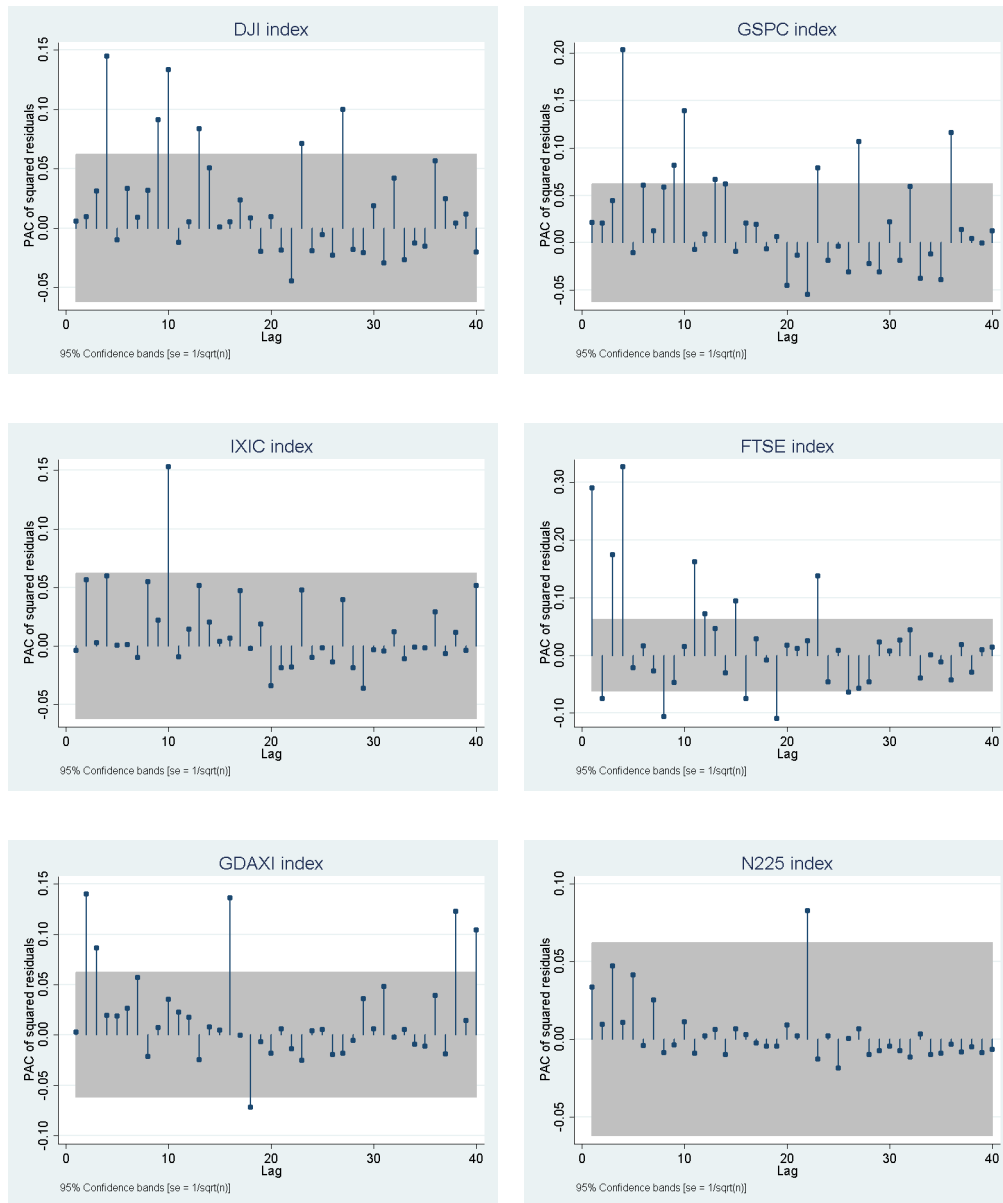 DJI index
PAC of squared residuals
0.15
0.10
0.05
0.00
-0.05
0 10 20 30 40
Lag
95% Confidence bands [se = 1/sqrt(n)]
GSPC index
PAC of squared residuals
0.20
0.15
0.10
0.05
0.00
-0.05
0 10 20 30 40
Lag
95% Confidence bands [se = 1/sqrt(n)]
IXIC index
PAC of squared residuals
0.15
0.10
0.05
0.00
-0.05
0 10 20 30 40
Lag
95% Confidence bands [se = 1/sqrt(n)]
FTSE index
PAC of squared residuals
0.30
0.20
0.10
0.00
-0.10
0 10 20 30 40
Lag
95% Confidence bands [se = 1/sqrt(n)]
GDAXI index
PAC of squared residuals
0.15
0.10
0.05
0.00
-0.05
-0.10
0 10 20 30 40
Lag
95% Confidence bands [se = 1/sqrt(n)]
N225 index
PAC of squared residuals
0.10
0.05
0.00
-0.05
0 10 20 30 40
Lag
95% Confidence bands [se = 1/sqrt(n)]